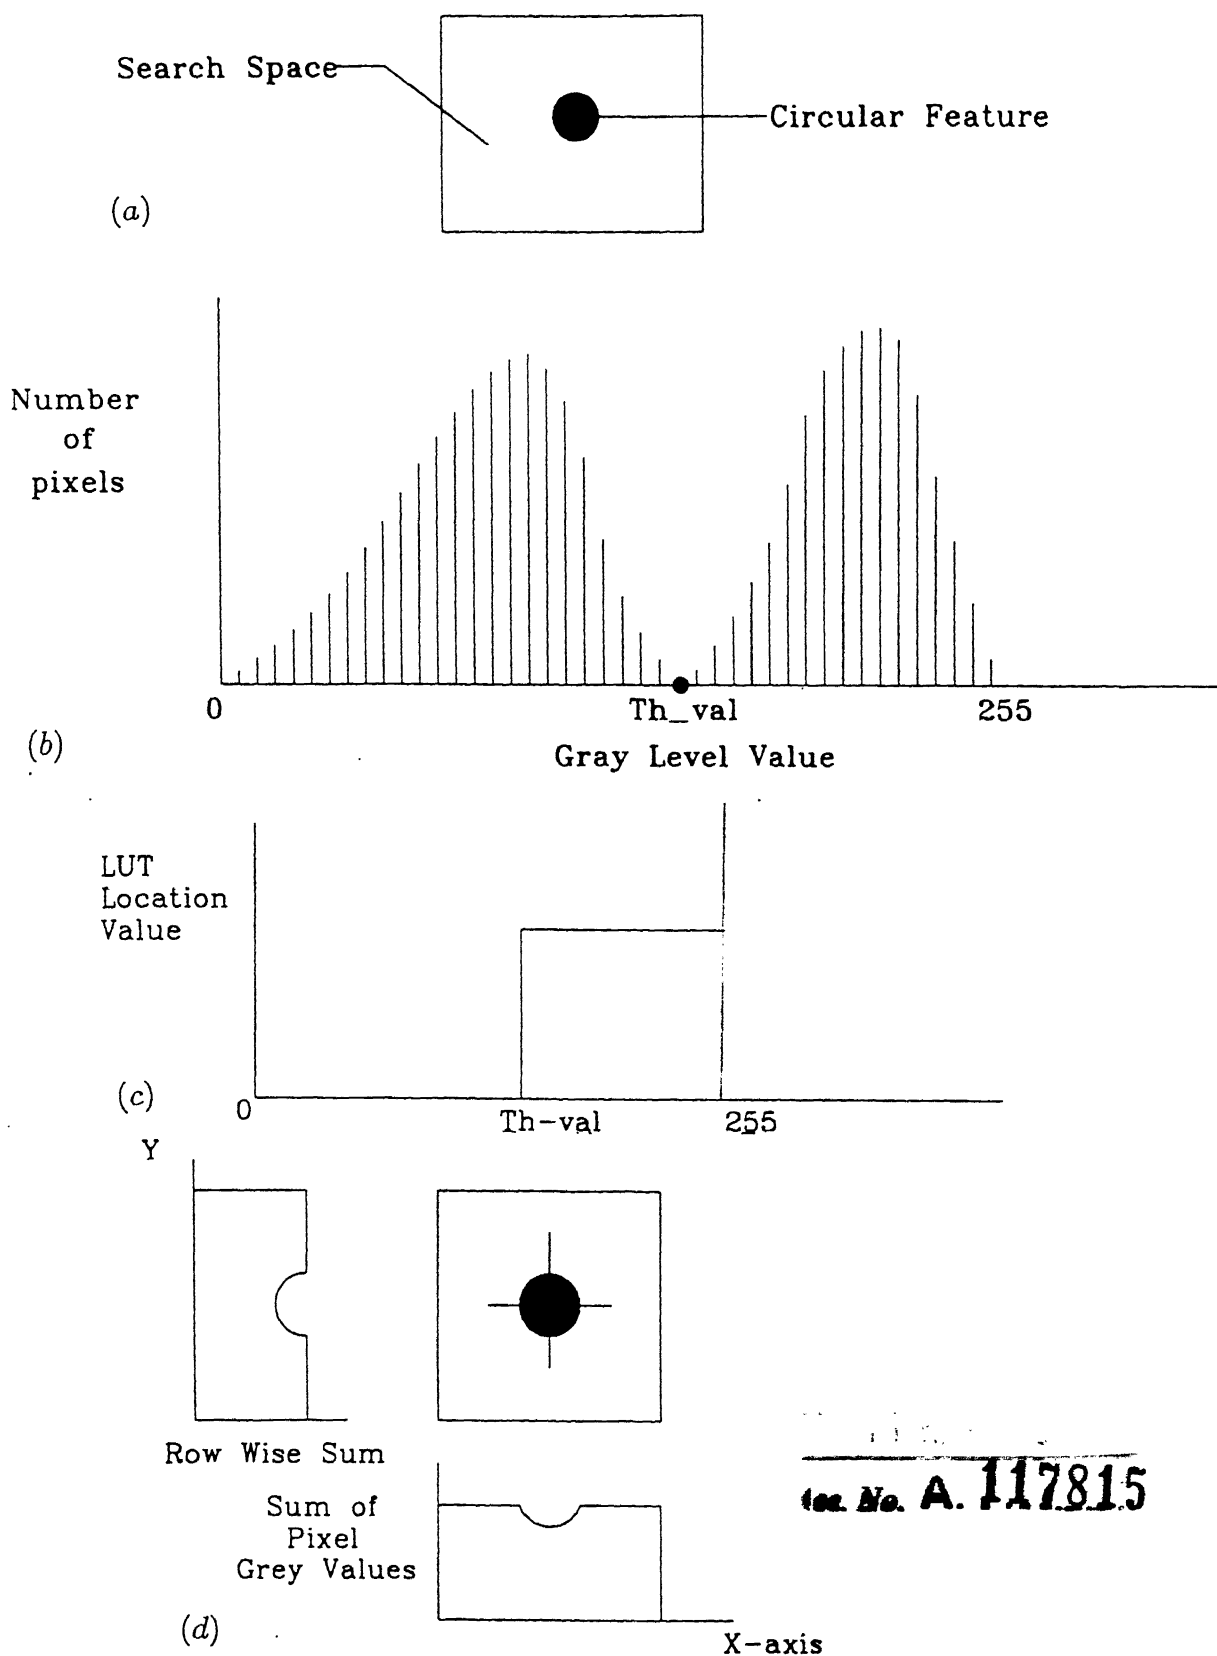 Search Space
Circular Feature
(a)
Number
of
pixels
0
Th_val
255
(b)
Gray Level Value
LUT
Location
Value
(c)
0
Th-val
255
Y
Row Wise Sum
Sum of
Pixel
Grey Values
(d)
X-axis
No. A. 117815